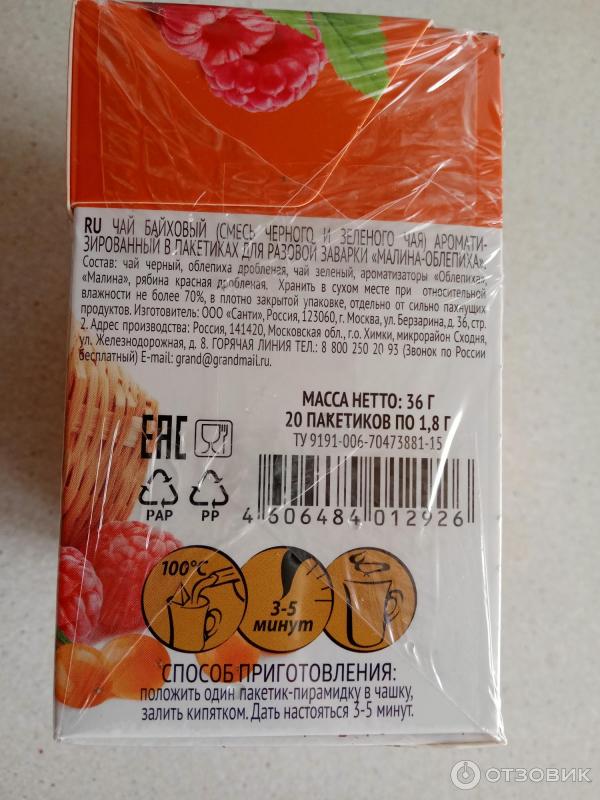 RU ЧАЙ БАЙХОВЫЙ (СМЕСЬ ЧЕРНОГО И ЗЕЛЕНОГО ЧАЯ) АРОМАТИ-
ЗИРОВАННЫЙ В ПАКЕТИКАХ ДЛЯ РАЗОВОЙ ЗАВАРКИ «МАЛИНА-ОБЛЕПИХА».
Состав: чай черный, облепиха дробленая, чай зеленый, ароматизаторы «Облепиха»,
«Малина», рябина красная дробленая. Хранить в сухом месте при относительной
влажности не более 70%, в плотно закрытой упаковке, отдельно от сильно пахнущих
продуктов. Изготовитель: ООО «Санти», Россия, 123060, г. Москва, ул. Берзарина, д. 36, стр.
2. Адрес производства: Россия, 141420, Московская обл., г.о. Химки, микрорайон Сходня,
ул. Железнодорожная, д. 8. ГОРЯЧАЯ ЛИНИЯ ТЕЛ.: 8 800 250 20 93 (Звонок по России
бесплатный) E-mail: grand@grandmail.ru
МАССА НЕТТО: 36 Г
20 ПАКЕТИКОВ ПО 1,8 Г
ТУ 9191-006-70473881-15
EAC
PAP PP
4 606484 012926
100°C
3-5
минут
СПОСОБ ПРИГОТОВЛЕНИЯ:
положить один пакетик-пирамидку в чашку,
залить кипятком. Дать настояться 3-5 минут.
ОТЗОВИК